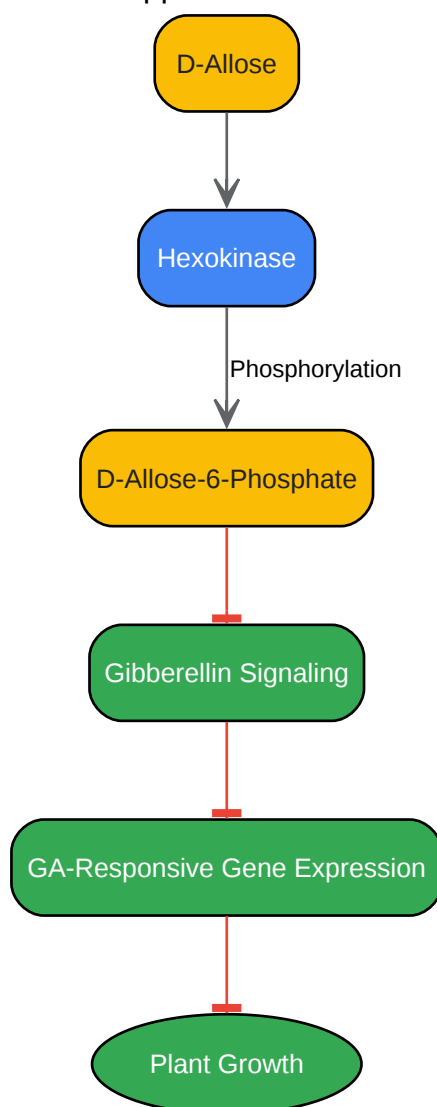 D-Allose
Hexokinase
Phosphorylation
D-Allose-6-Phosphate
Gibberellin Signaling
GA-Responsive Gene Expression
Plant Growth